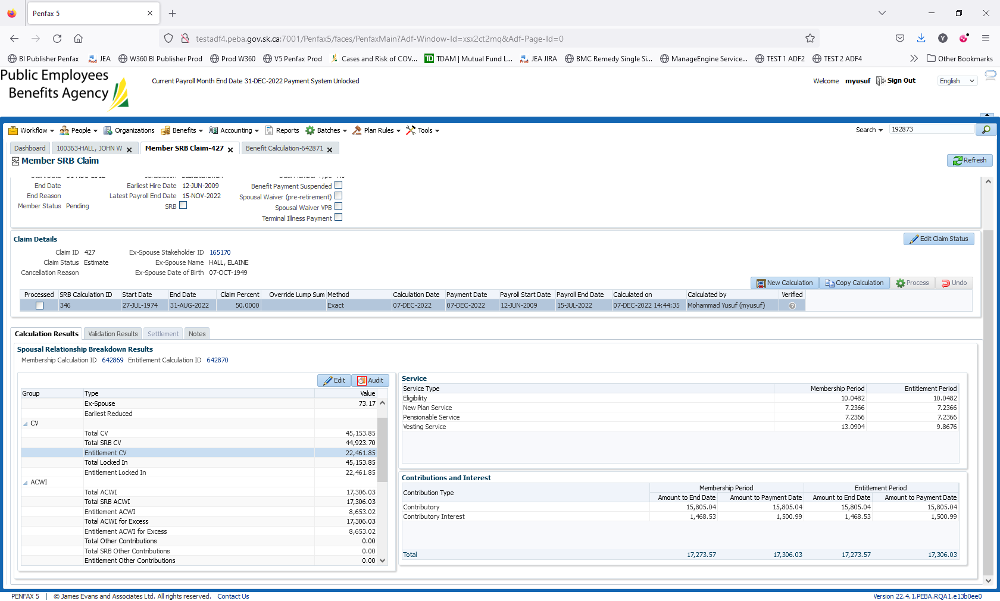 Penfax 5
testadf4.peba.gov.sk.ca:7001/Penfax5/faces/PenfaxMain?Adf-Window-Id=xsx2ct2mq&Adf-Page-Id=0
BI Publisher Penfax JEA W360 BI Publisher Prod Prod W360 V5 Penfax Prod Cases and Risk of COV... TDAM | Mutual Fund L... JEA JIRA BMC Remedy Single Si... ManageEngine Service... TEST 1 ADF2 TEST 2 ADF4 Other Bookmarks
Public Employees
Benefits Agency
Current Payroll Month End Date 31-DEC-2022 Payment System Unlocked
Welcome myusuf Sign Out English
Workflow People Organizations Benefits Accounting Reports Batches Plan Rules Tools Search 192873
Dashboard 100363-HALL, JOHN W Member SRB Claim-427 Benefit Calculation-642871
Member SRB Claim Refresh
Start Date 31-AUG-2012 Jurisdiction Saskatchewan Dual Member Type No
End Date Earliest Hire Date 12-JUN-2009 Benefit Payment Suspended
End Reason Latest Payroll End Date 15-NOV-2022 Spousal Waiver (pre-retirement)
Member Status Pending SRB Spousal Waiver VPB
Terminal Illness Payment
Claim Details Edit Claim Status
Claim ID 427 Ex-Spouse Stakeholder ID 165170
Claim Status Estimate Ex-Spouse Name HALL, ELAINE
Cancellation Reason Ex-Spouse Date of Birth 07-OCT-1949
New Calculation Copy Calculation Process Undo
Processed SRB Calculation ID Start Date End Date Claim Percent Override Lump Sum Method Calculation Date Payment Date Payroll Start Date Payroll End Date Calculated on Calculated by Verified
346 27-JUL-1974 31-AUG-2022 50.0000 Exact 07-DEC-2022 07-DEC-2022 12-JUN-2009 15-JUL-2022 07-DEC-2022 14:44:35 Mohammad Yusuf (myusuf)
Calculation Results Validation Results Settlement Notes
Spousal Relationship Breakdown Results
Membership Calculation ID 642869 Entitlement Calculation ID 642870
Edit Audit
Group Type Value
Ex-Spouse 73.17
Earliest Reduced
CV
Total CV 45,153.85
Total SRB CV 44,923.70
Entitlement CV 22,461.85
Total Locked In 45,153.85
Entitlement Locked In 22,461.85
ACWI
Total ACWI 17,306.03
Total SRB ACWI 17,306.03
Entitlement ACWI 8,653.02
Total ACWI for Excess 17,306.03
Entitlement ACWI for Excess 8,653.02
Total Other Contributions 0.00
Total SRB Other Contributions 0.00
Entitlement Other Contributions 0.00
Service
Service Type Membership Period Entitlement Period
Eligibility 10.0482 10.0482
New Plan Service 7.2366 7.2366
Pensionable Service 7.2366 7.2366
Vesting Service 13.0904 9.8676
Contributions and Interest
Contribution Type Membership Period Entitlement Period
Amount to End Date Amount to Payment Date Amount to End Date Amount to Payment Date
Contributory 15,805.04 15,805.04 15,805.04 15,805.04
Contributory Interest 1,468.53 1,500.99 1,468.53 1,500.99
Total 17,273.57 17,306.03 17,273.57 17,306.03
PENFAX 5 | © James Evans and Associates Ltd. All rights reserved. Contact Us Version 22.4.1.PEBA.RQA1.e13b0ee0